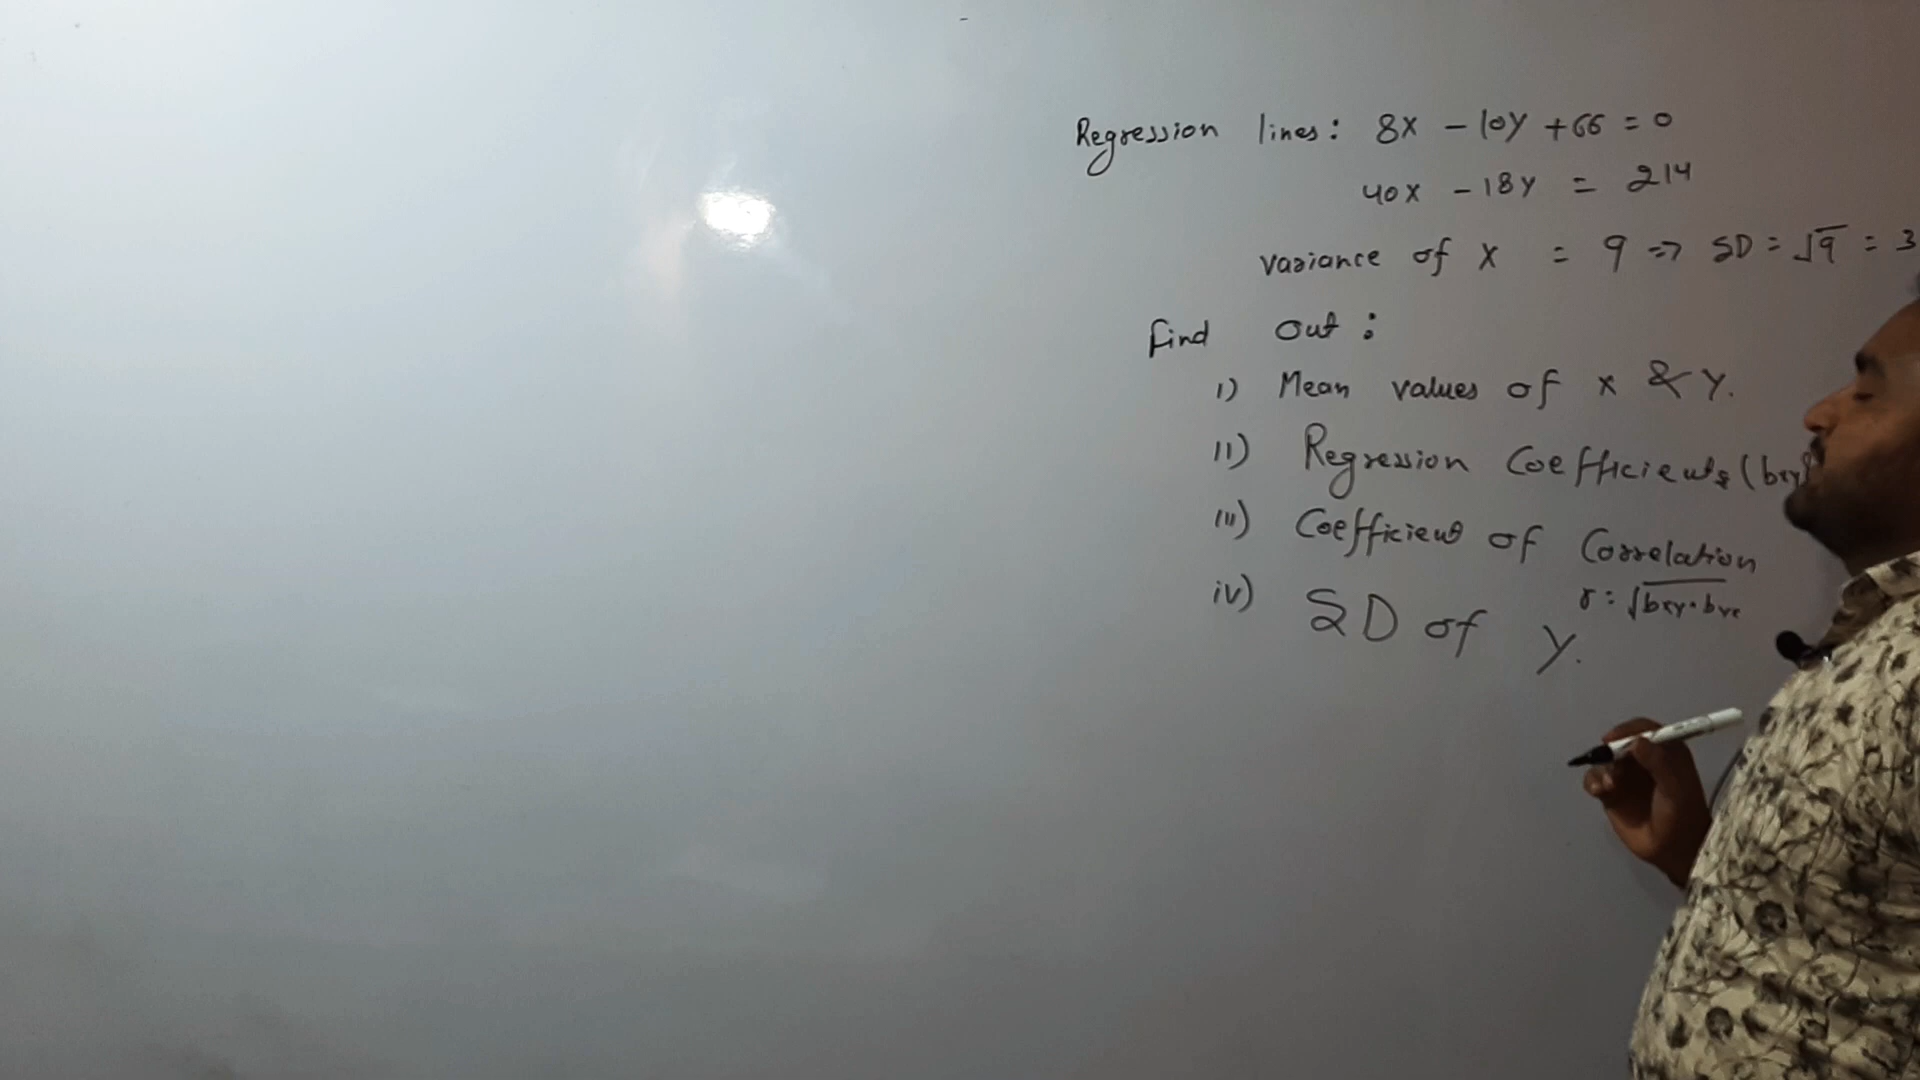 Regression lines: 8X - 10Y + 66 = 0
40X - 18Y = 214
Variance of X = 9 => SD = √9 = 3
Find out :
i) Mean values of X & Y.
ii) Regression Coefficients (bxy
iii) Coefficient of Correlation
r = √bxy·byx
iv) SD of Y.